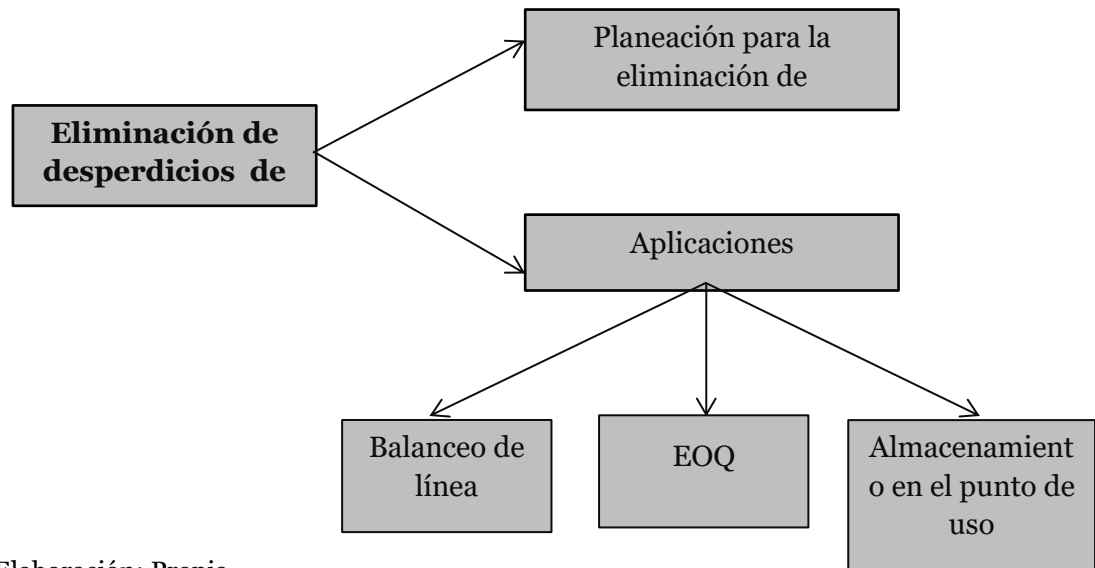 Planeación para la
eliminación de
Eliminación de
desperdicios de
Aplicaciones
Balanceo de
línea
EOQ
Almacenamient
o en el punto de
uso
Elaboración: Propia